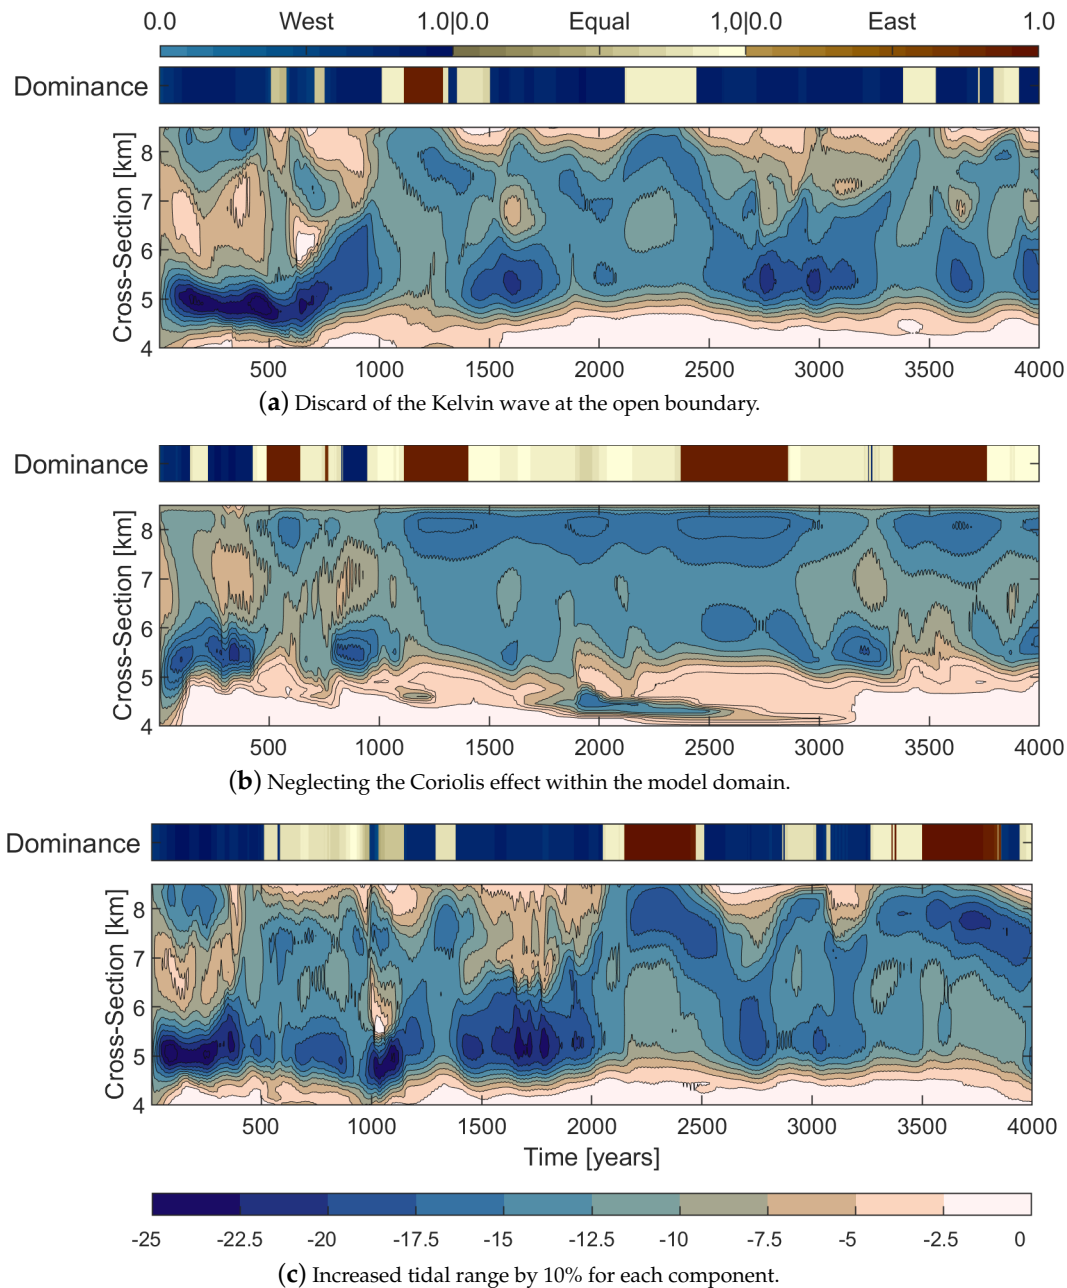 0.0 West 1.0|0.0 Equal 1,0|0.0 East 1.0
Dominance
Cross-Section [km]
8
7
6
5
4
500 1000 1500 2000 2500 3000 3500 4000
(a) Discard of the Kelvin wave at the open boundary.
Dominance
Cross-Section [km]
8
7
6
5
4
500 1000 1500 2000 2500 3000 3500 4000
(b) Neglecting the Coriolis effect within the model domain.
Dominance
Cross-Section [km]
8
7
6
5
4
500 1000 1500 2000 2500 3000 3500 4000
Time [years]
-25 -22.5 -20 -17.5 -15 -12.5 -10 -7.5 -5 -2.5 0
(c) Increased tidal range by 10% for each component.